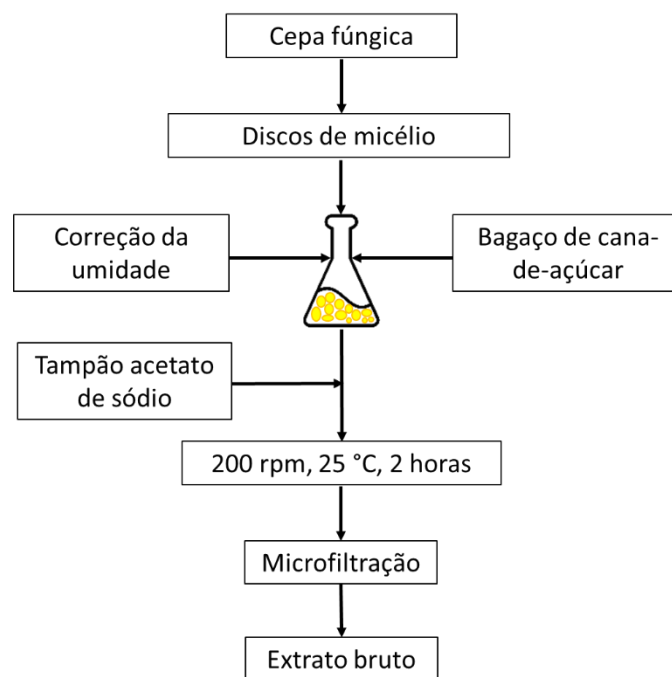 Cepa fúngica
Discos de micélio
Correção da
umidade
Bagaço de cana-
de-açúcar
Tampão acetato
de sódio
200 rpm, 25 °C, 2 horas
Microfiltração
Extrato bruto